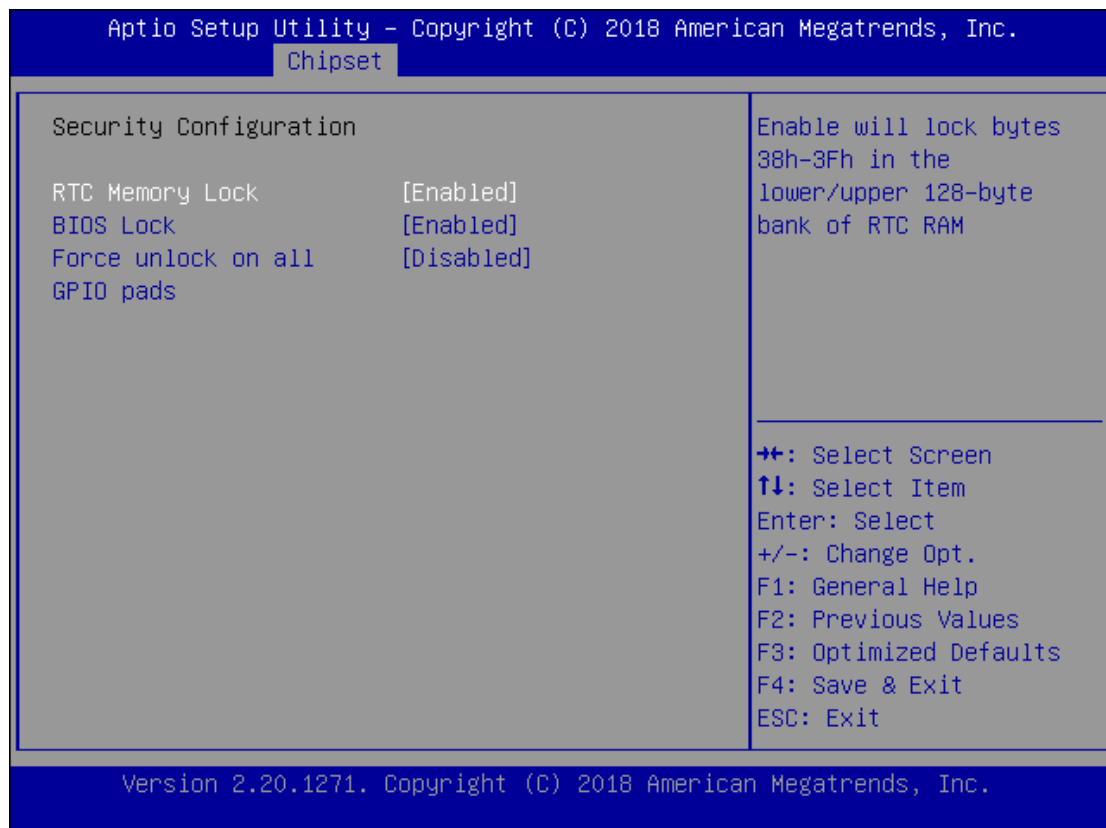 Aptio Setup Utility – Copyright (C) 2018 American Megatrends, Inc.
Chipset
Security Configuration
RTC Memory Lock [Enabled]
BIOS Lock [Enabled]
Force unlock on all [Disabled]
GPIO pads
Enable will lock bytes
38h–3Fh in the
lower/upper 128–byte
bank of RTC RAM
→←: Select Screen
↑↓: Select Item
Enter: Select
+/–: Change Opt.
F1: General Help
F2: Previous Values
F3: Optimized Defaults
F4: Save & Exit
ESC: Exit
Version 2.20.1271. Copyright (C) 2018 American Megatrends, Inc.